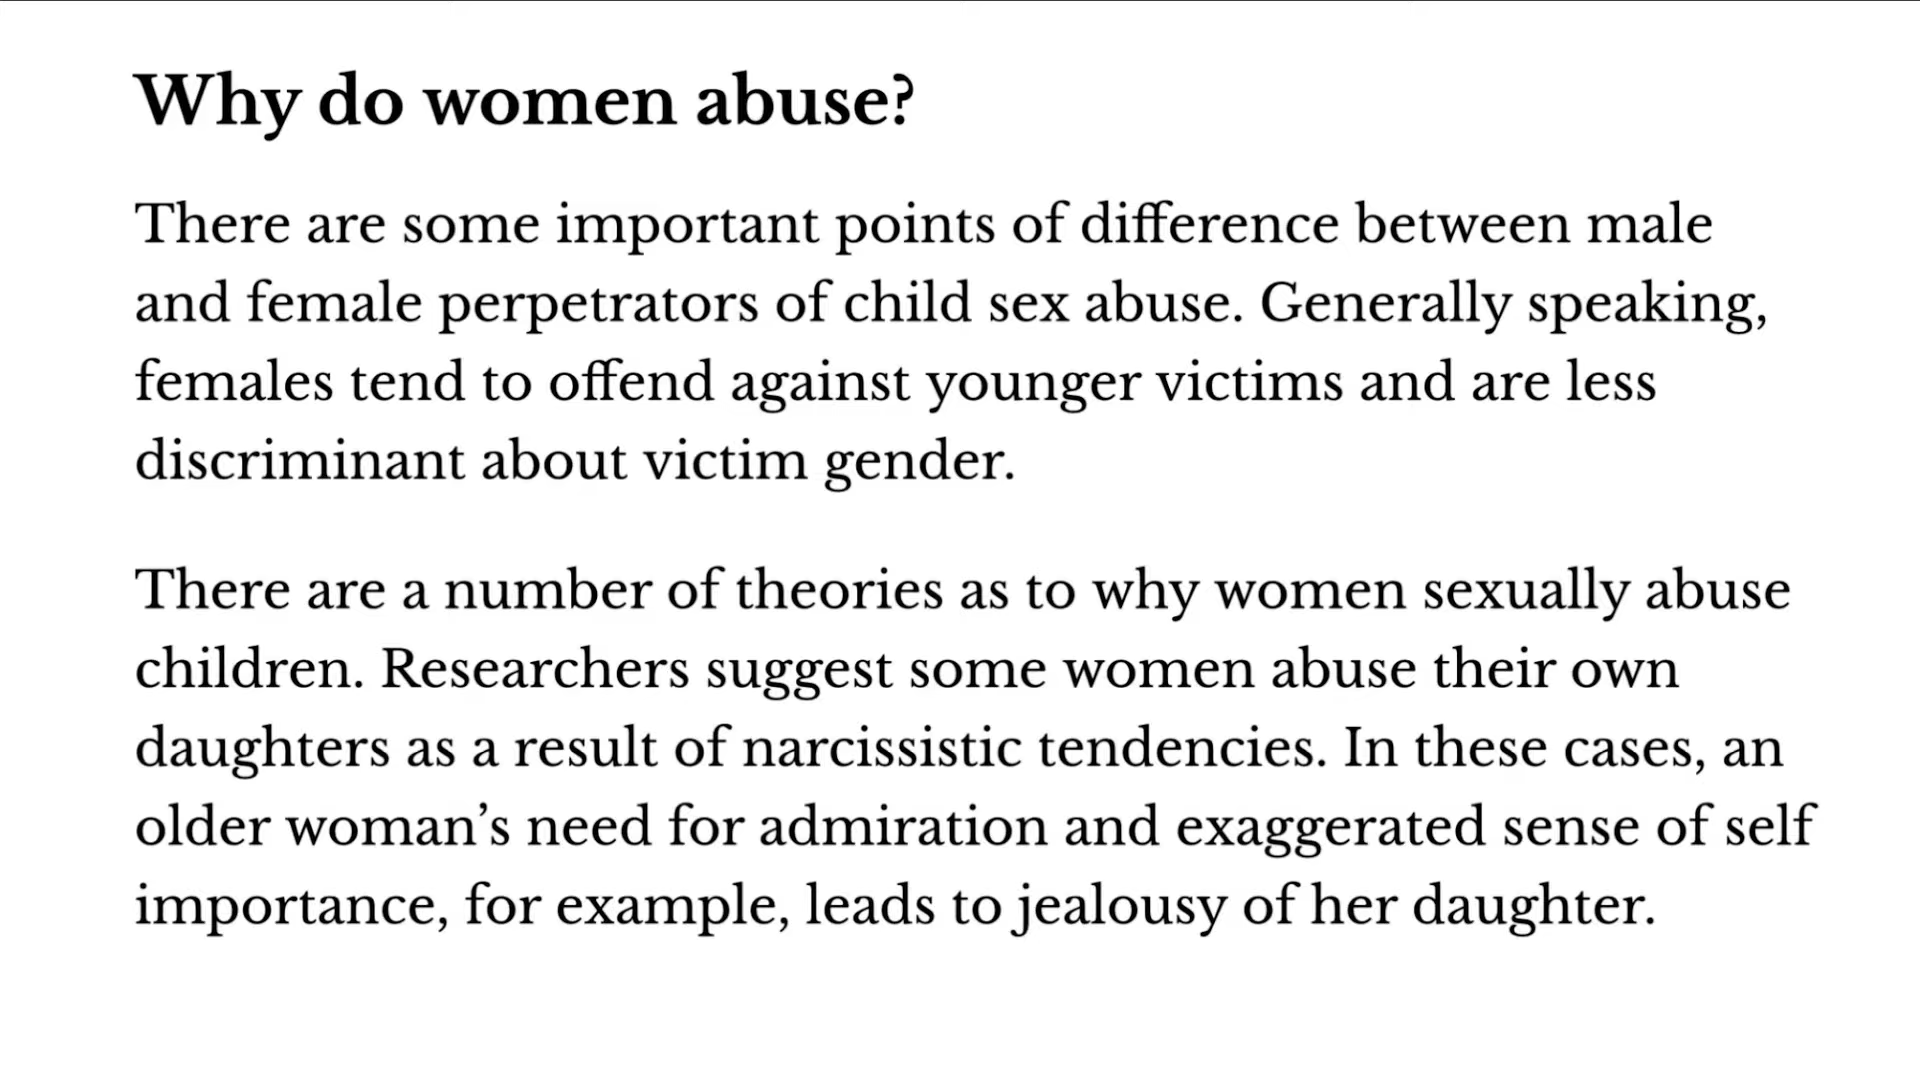 Why do women abuse?
There are some important points of difference between male
and female perpetrators of child sex abuse. Generally speaking,
females tend to offend against younger victims and are less
discriminant about victim gender.
There are a number of theories as to why women sexually abuse
children. Researchers suggest some women abuse their own
daughters as a result of narcissistic tendencies. In these cases, an
older woman’s need for admiration and exaggerated sense of self
importance, for example, leads to jealousy of her daughter.